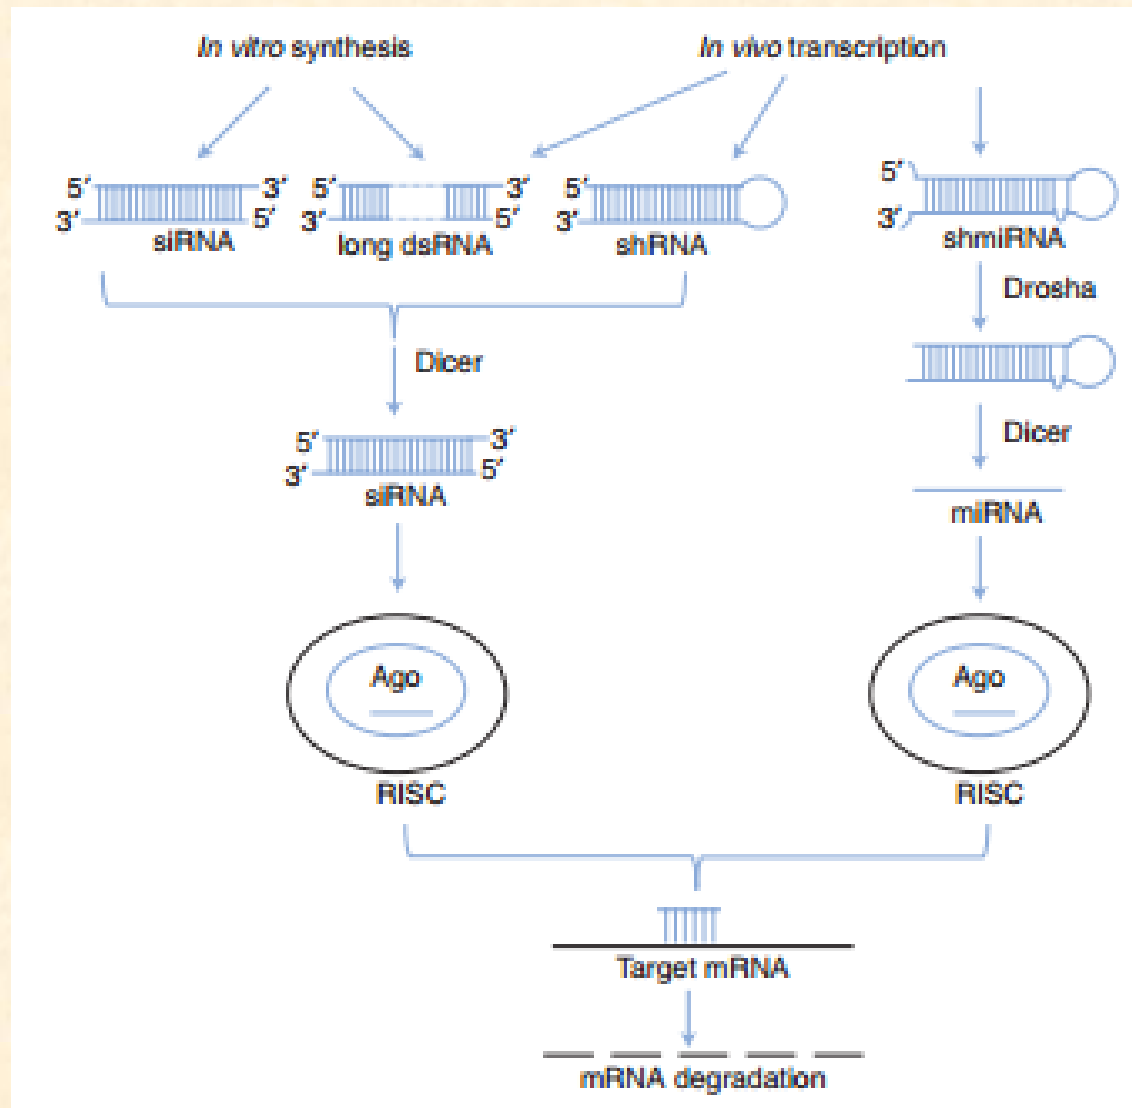 In vitro synthesis
In vivo transcription
5′ 3′
3′ 5′
siRNA
5′ 3′
3′ 5′
long dsRNA
5′
3′
shRNA
5′
3′
shmiRNA
Drosha
Dicer
5′ 3′
3′ 5′
siRNA
Dicer
miRNA
Ago
RISC
Ago
RISC
Target mRNA
mRNA degradation